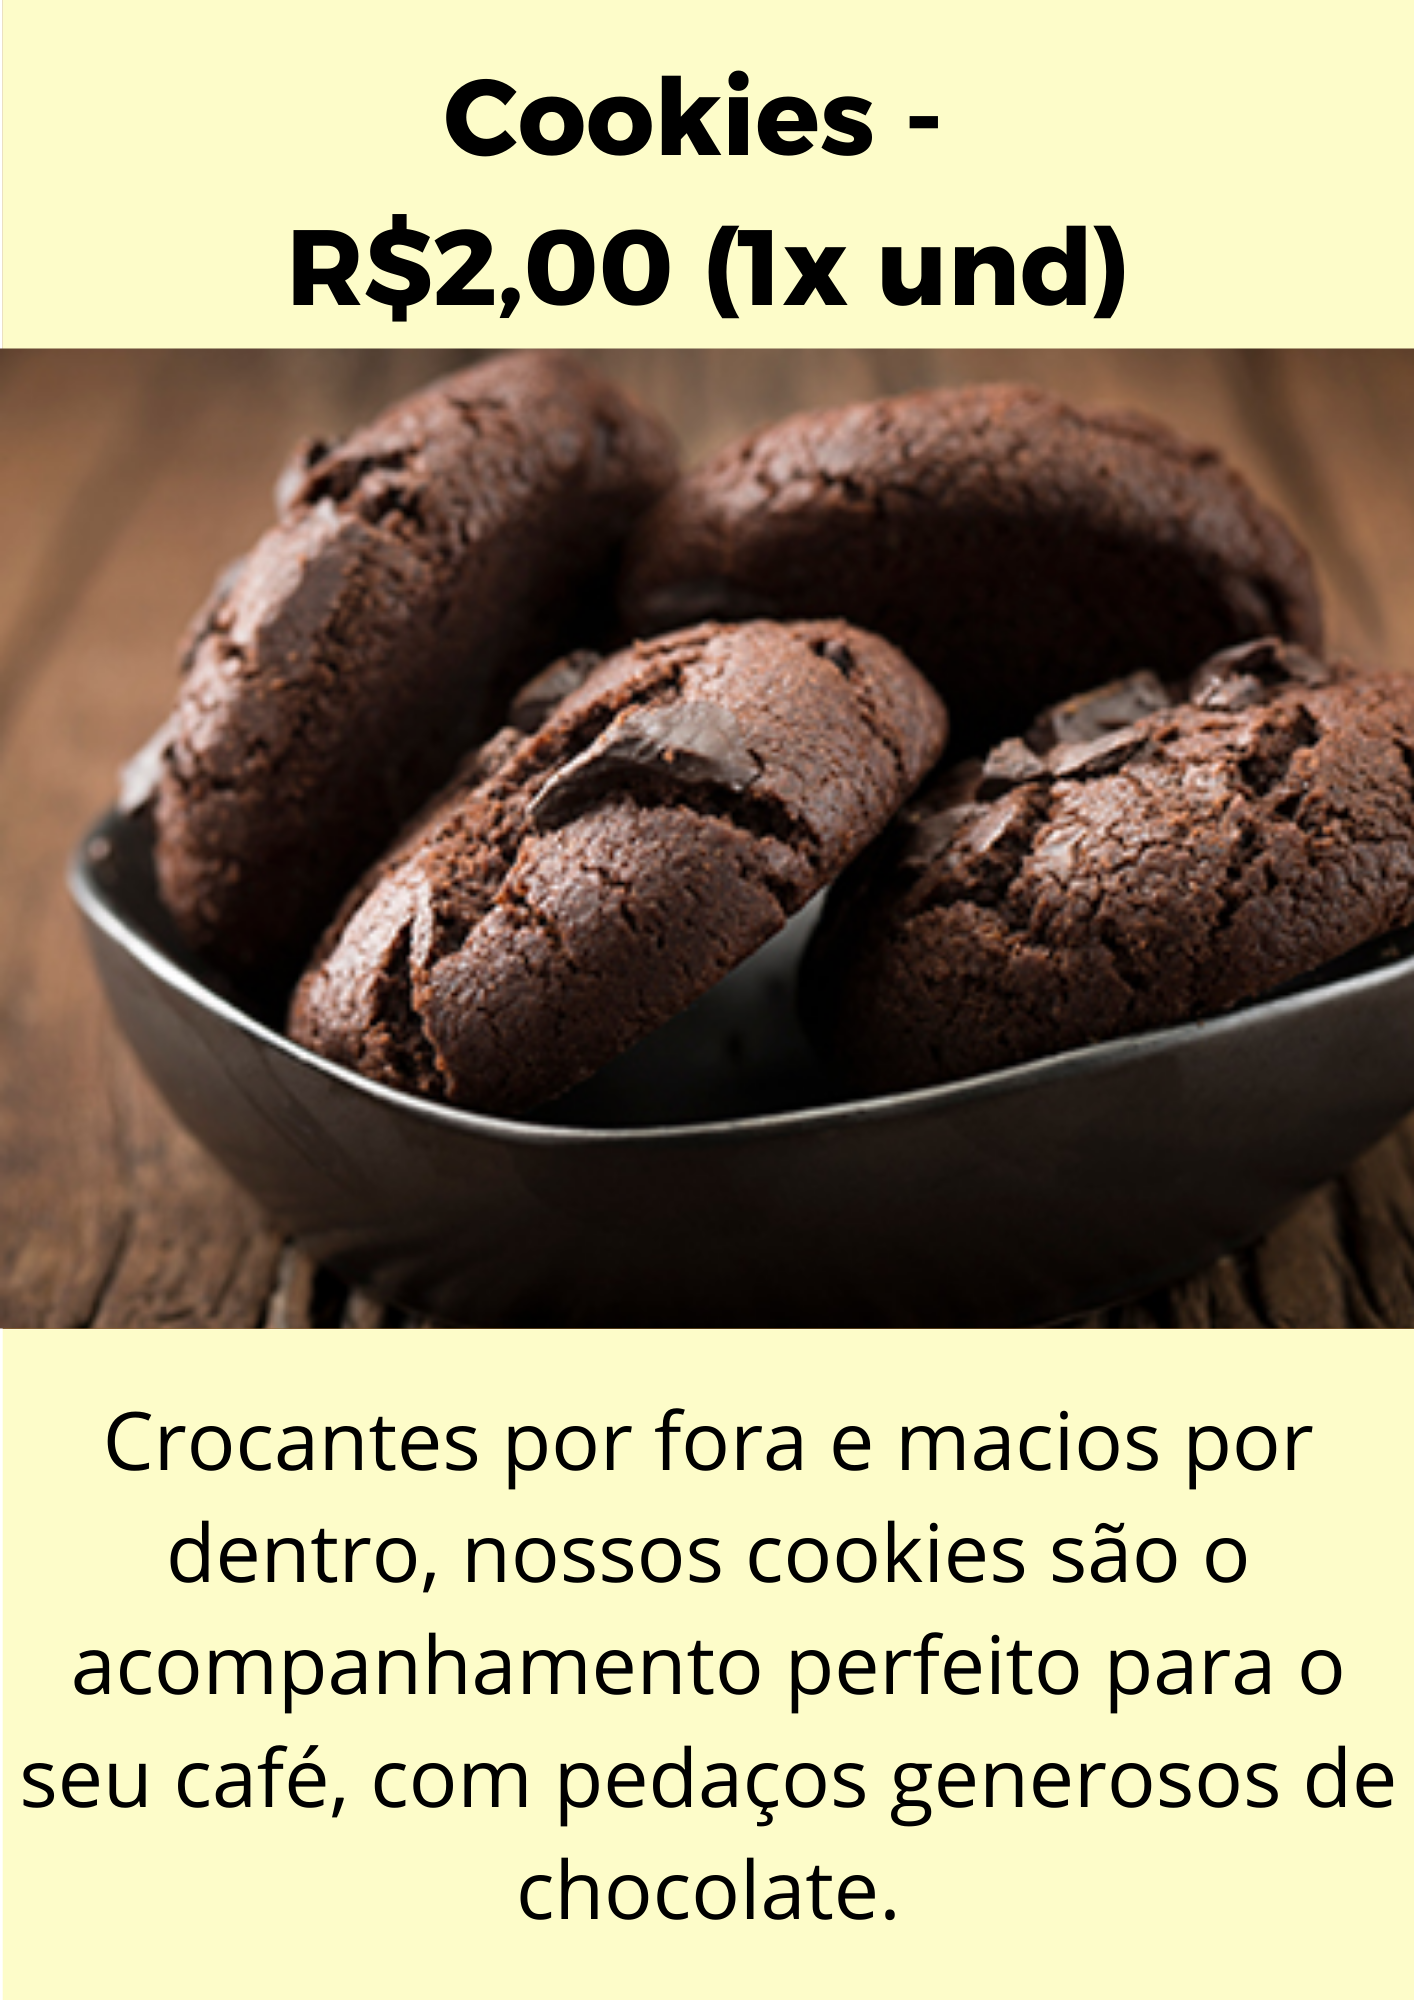 Cookies -
R$2,00 (1x und)
Crocantes por fora e macios por
dentro, nossos cookies são o
acompanhamento perfeito para o
seu café, com pedaços generosos de
chocolate.